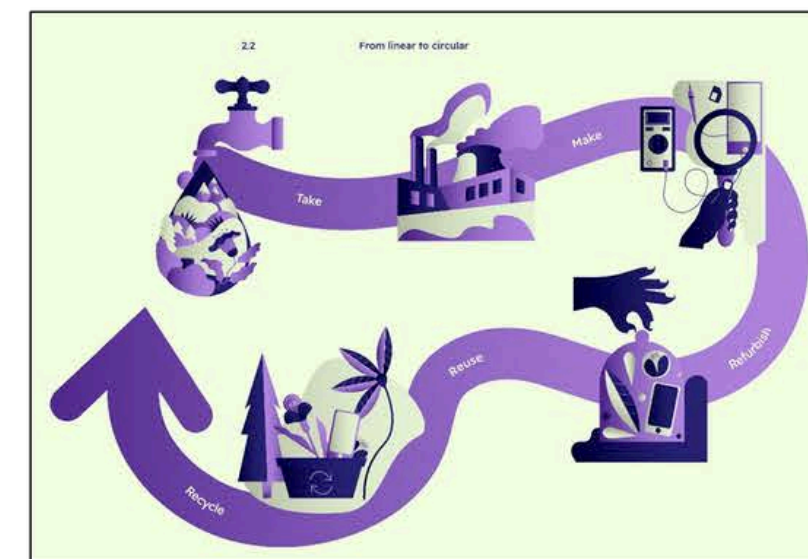 2.2
From linear to circular
Take
Make
Refurbish
Reuse
Recycle